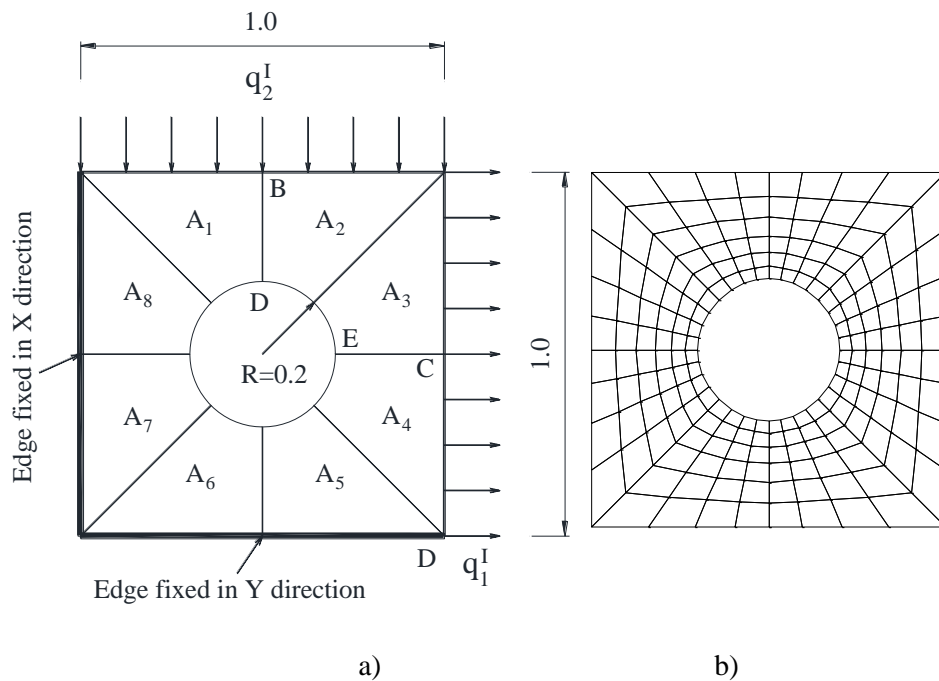 1.0
q₂ᴵ
B
A₁
A₂
A₈
D
A₃
E
R=0.2
C
A₇
A₄
A₆
A₅
D
q₁ᴵ
Edge fixed in X direction
Edge fixed in Y direction
1.0
a)
b)